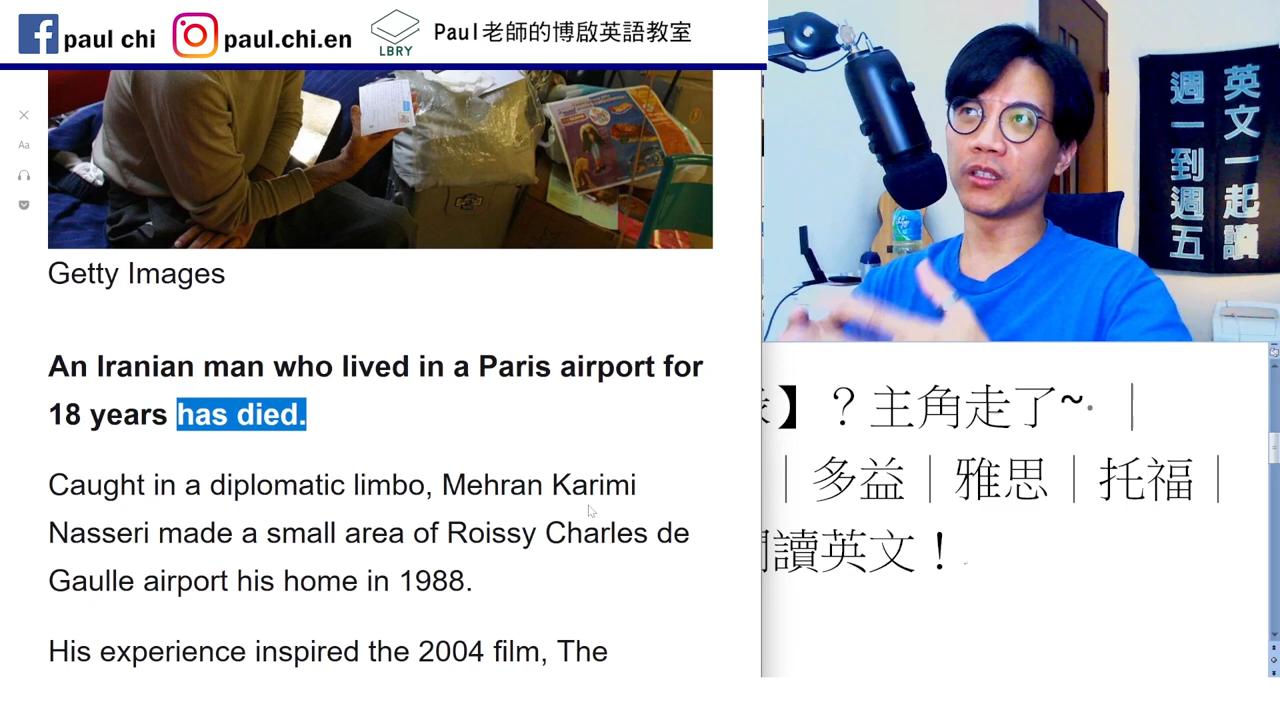 paul chi
paul.chi.en
LBRY
Paul老師的博啟英語教室
Aa
Getty Images
An Iranian man who lived in a Paris airport for
18 years has died.
Caught in a diplomatic limbo, Mehran Karimi
Nasseri made a small area of Roissy Charles de
Gaulle airport his home in 1988.
His experience inspired the 2004 film, The
英文一起讀
週一到週五
】？主角走了~
｜多益｜雅思｜托福｜
讀英文！